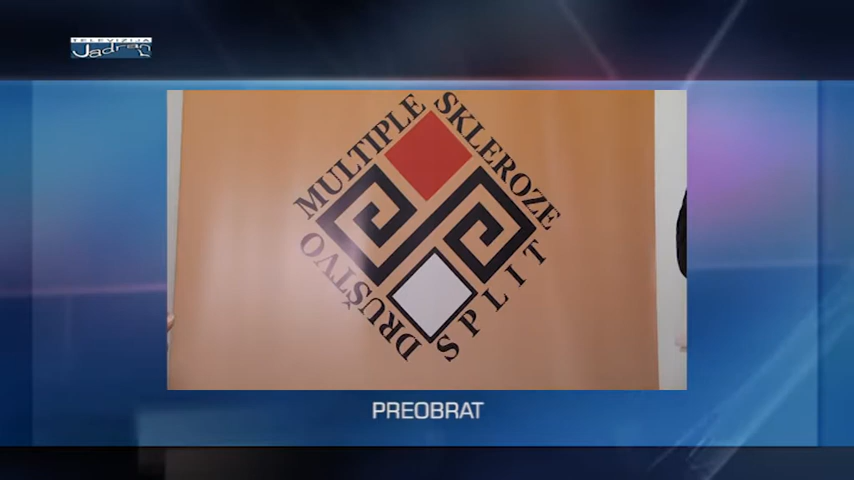 TELEVIZIJA
Jadran
MULTIPLE
SKLEROZE
DRUŠTVO
SPLIT
PREOBRAT